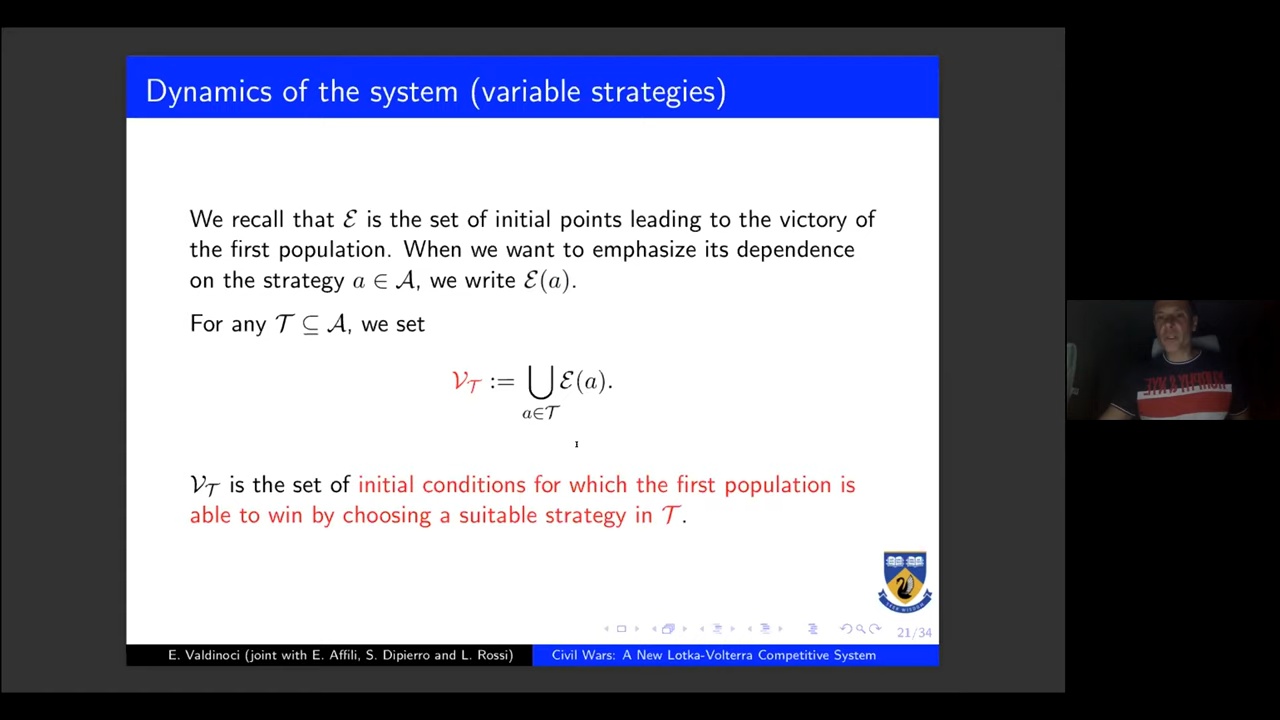 Dynamics of the system (variable strategies)
We recall that ℰ is the set of initial points leading to the victory of
the first population. When we want to emphasize its dependence
on the strategy a ∈ 𝒜, we write ℰ(a).
For any 𝒯 ⊆ 𝒜, we set
𝒱_𝒯 := ⋃ ℰ(a).
a∈𝒯
𝒱_𝒯 is the set of initial conditions for which the first population is
able to win by choosing a suitable strategy in 𝒯.
SEEK WISDOM
21/34
E. Valdinoci (joint with E. Affili, S. Dipierro and L. Rossi)
Civil Wars: A New Lotka-Volterra Competitive System